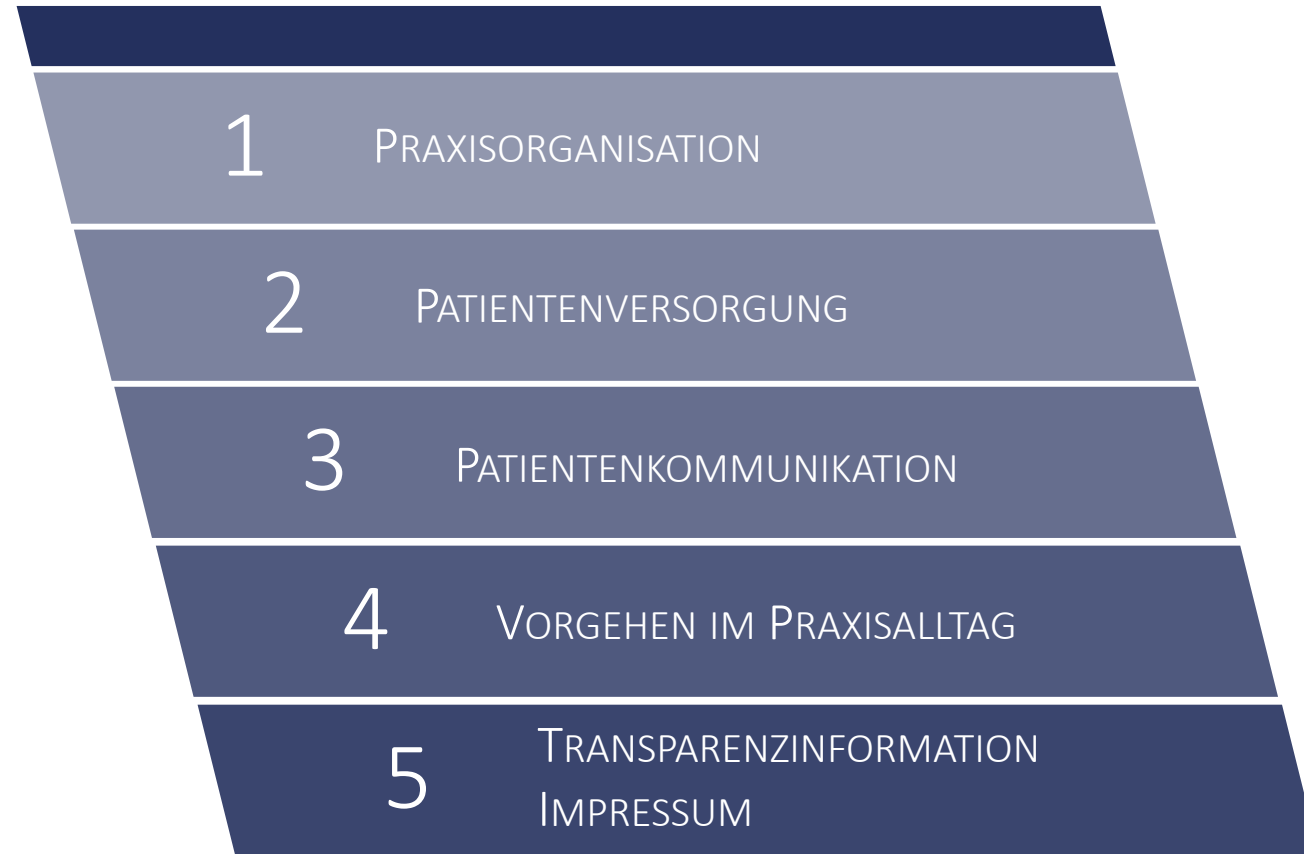 1 Praxisorganisation
2 Patientenversorgung
3 Patientenkommunikation
4 Vorgehen im Praxisalltag
5 Transparenzinformation
Impressum